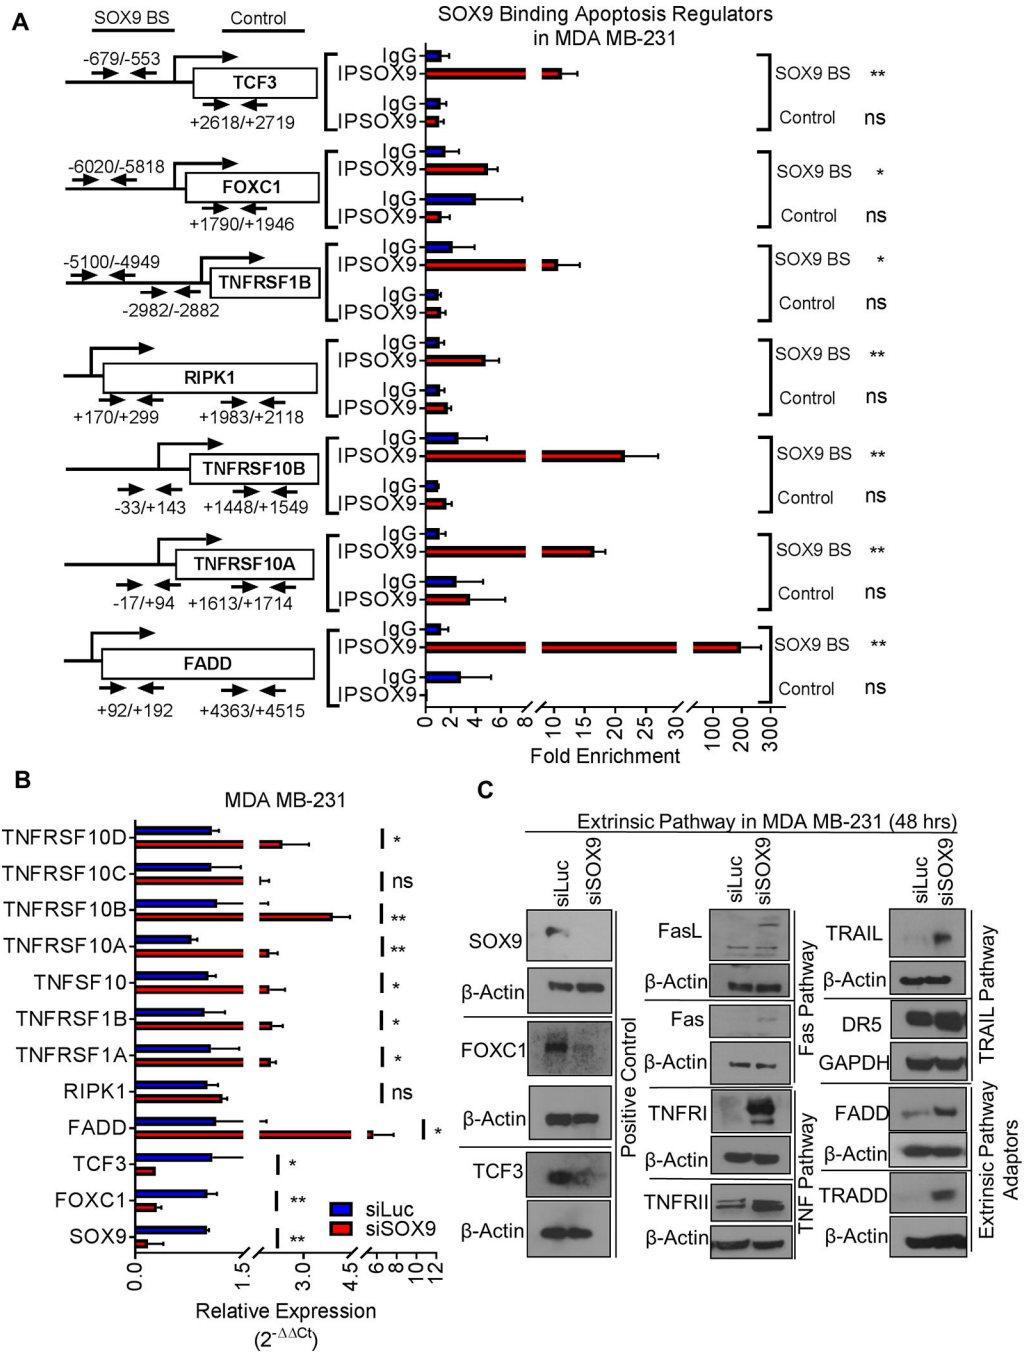 A
SOX9 BS
Control
SOX9 Binding Apoptosis Regulators
in MDA MB-231
-679/-553
TCF3
+2618/+2719
IgG
IPSOX9
IgG
IPSOX9
SOX9 BS **
Control ns
-6020/-5818
FOXC1
+1790/+1946
IgG
IPSOX9
IgG
IPSOX9
SOX9 BS *
Control ns
-5100/-4949
TNFRSF1B
-2982/-2882
IgG
IPSOX9
IgG
IPSOX9
SOX9 BS *
Control ns
RIPK1
+170/+299
+1983/+2118
IgG
IPSOX9
IgG
IPSOX9
SOX9 BS **
Control ns
TNFRSF10B
-33/+143
+1448/+1549
IgG
IPSOX9
IgG
IPSOX9
SOX9 BS **
Control ns
TNFRSF10A
-17/+94
+1613/+1714
IgG
IPSOX9
IgG
IPSOX9
SOX9 BS **
Control ns
FADD
+92/+192
+4363/+4515
IgG
IPSOX9
IgG
IPSOX9
SOX9 BS **
Control ns
0 2 4 6 8 10 15 20 25 30 100 200 300
Fold Enrichment
B
MDA MB-231
TNFRSF10D *
TNFRSF10C ns
TNFRSF10B **
TNFRSF10A **
TNFSF10 *
TNFRSF1B *
TNFRSF1A *
RIPK1 ns
FADD *
TCF3 *
FOXC1 **
SOX9 **
siLuc
siSOX9
0.0 1.5 3.0 4.5 6 8 10 12
Relative Expression
(2-ΔΔCt)
C
Extrinsic Pathway in MDA MB-231 (48 hrs)
siLuc
siSOX9
SOX9
β-Actin
FOXC1
β-Actin
TCF3
β-Actin
Positive Control
siLuc
siSOX9
FasL
β-Actin
Fas
β-Actin
Fas Pathway
TNFRI
β-Actin
TNFRII
β-Actin
TNF Pathway
siLuc
siSOX9
TRAIL
β-Actin
DR5
GAPDH
TRAIL Pathway
FADD
β-Actin
TRADD
β-Actin
Extrinsic Pathway
Adaptors